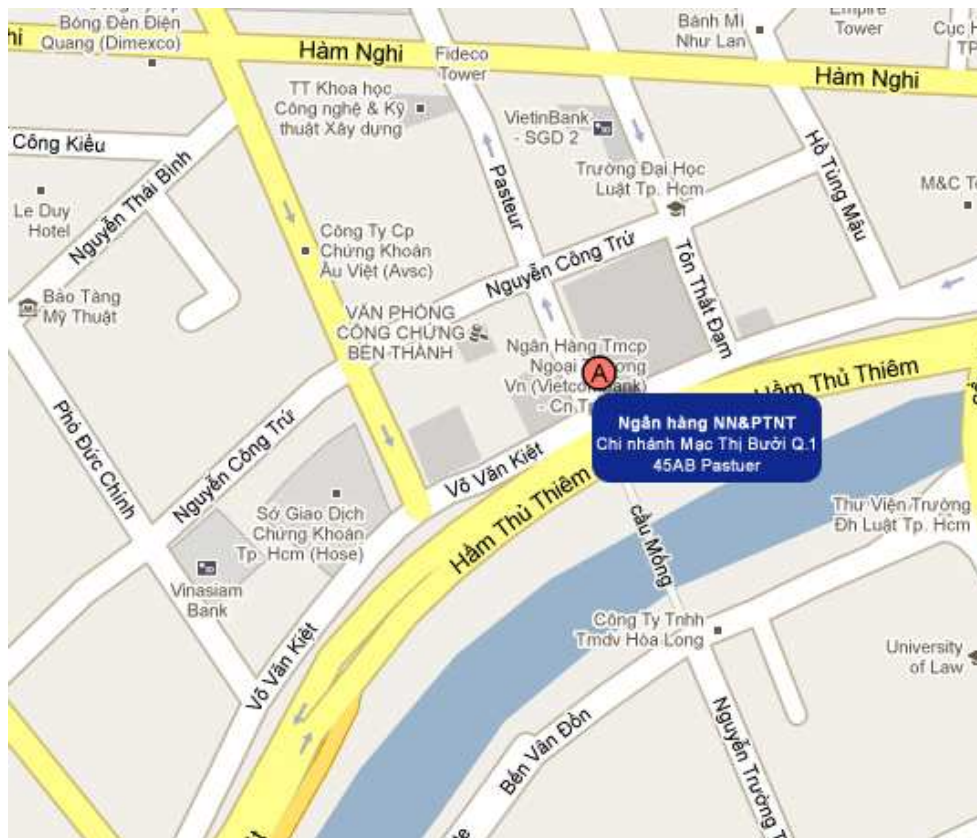 Bóng Đèn Điện
Quang (Dimexco)
Hàm Nghi
Fideco
Tower
Bánh Mì
Như Lan
Empire
Tower
Cục H
TP
Hàm Nghi
TT Khoa học
Công nghệ & Kỹ
thuật Xây dựng
VietinBank
- SGD 2
Công Kiều
Nguyễn Thái Bình
Pasteur
Trường Đại Học
Luật Tp. Hcm
Hồ Tùng Mậu
Le Duy
Hotel
Công Ty Cp
Chứng Khoán
Âu Việt (Avsc)
Nguyễn Công Trứ
Tôn Thất Đạm
Bảo Tàng
Mỹ Thuật
VĂN PHÒNG
CÔNG CHỨNG
BẾN THÀNH
Ngân Hàng Tmcp
A
Hầm Thủ Thiêm
Ngân hàng NN&PTNT
Chi nhánh Mạc Thị Bưởi Q.1
45AB Pastuer
Phó Đức Chính
Nguyễn Công Trứ
Võ Văn Kiệt
Hầm Thủ Thiêm
Sở Giao Dịch
Chứng Khoán
Tp. Hcm (Hose)
cầu Mống
Thư Viện Trường
Đh Luật Tp. Hcm
Vinasiam
Bank
Công Ty Tnhh
Tmdv Hòa Long
University
of Law
Võ Văn Kiệt
Bến Vân Đồn
Nguyễn Trường